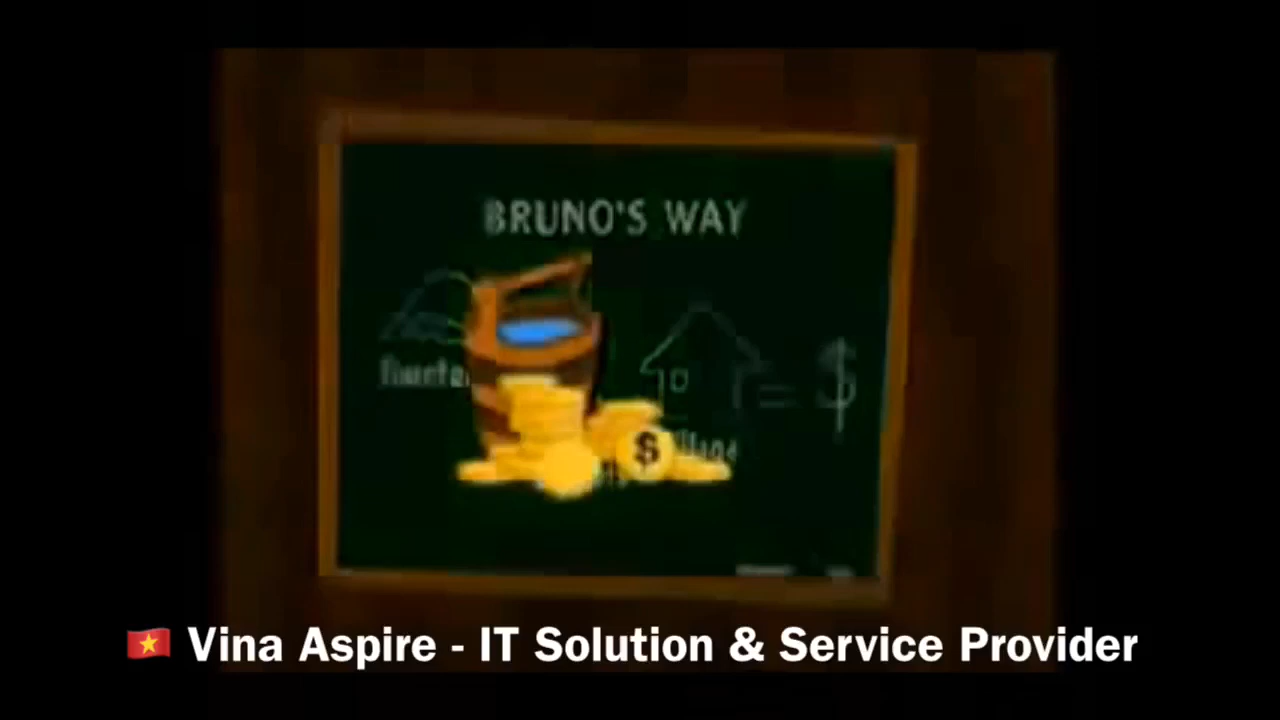 BRUNO'S WAY
= $
$
Vina Aspire - IT Solution & Service Provider